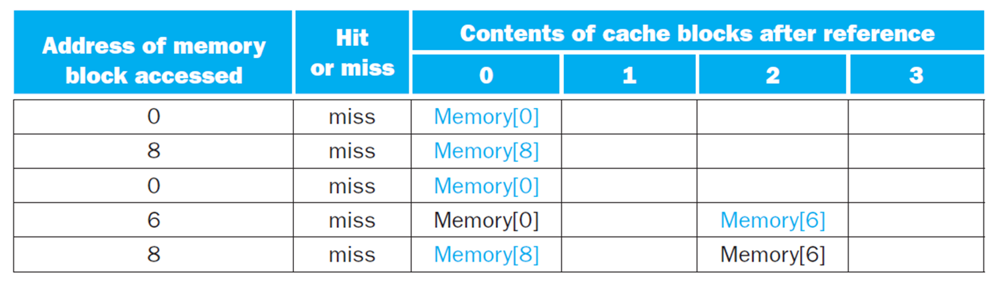 Address of memory block accessed | Hit or miss | Contents of cache blocks after reference
0 | 1 | 2 | 3
0 | miss | Memory[0] | | |
8 | miss | Memory[8] | | |
0 | miss | Memory[0] | | |
6 | miss | Memory[0] | | Memory[6] |
8 | miss | Memory[8] | | Memory[6] |